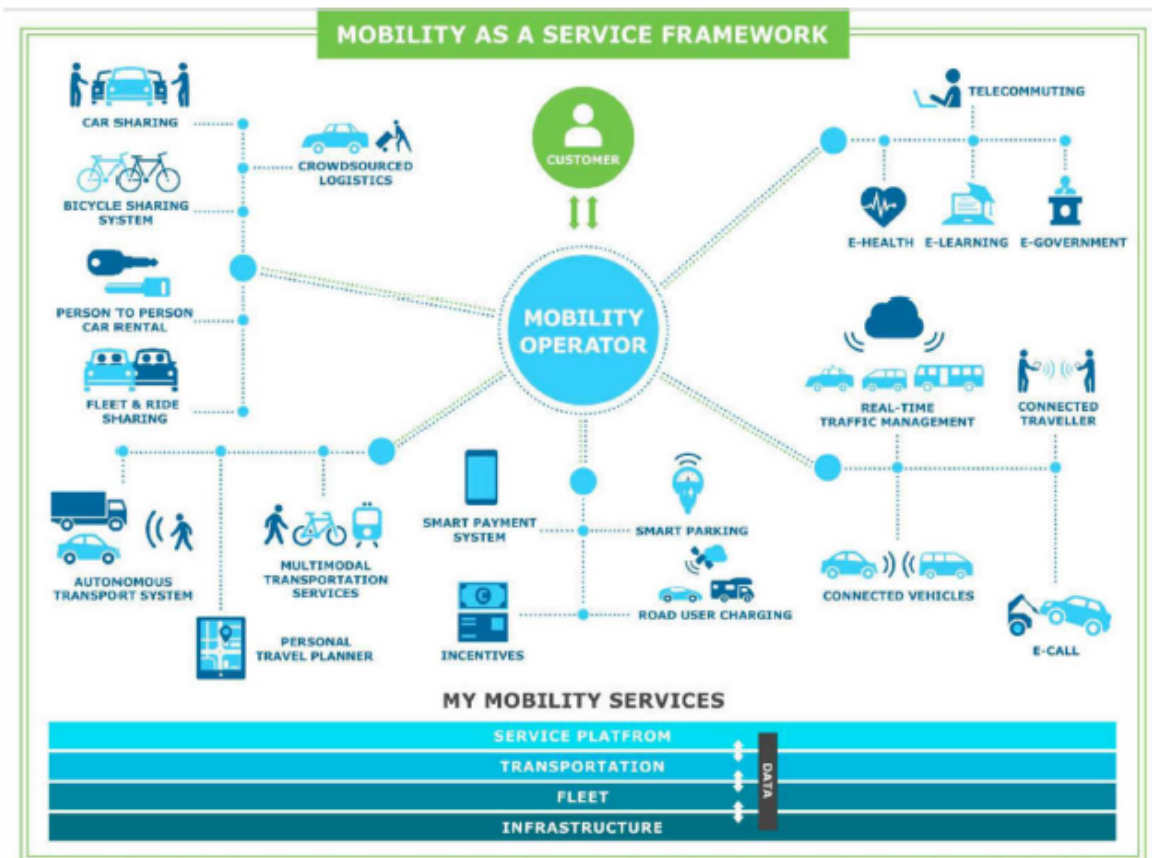 MOBILITY AS A SERVICE FRAMEWORK
CAR SHARING
CROWDSOURCED
LOGISTICS
BICYCLE SHARING
SYSTEM
PERSON TO PERSON
CAR RENTAL
FLEET & RIDE
SHARING
CUSTOMER
MOBILITY
OPERATOR
TELECOMMUTING
E-HEALTH
E-LEARNING
E-GOVERNMENT
REAL-TIME
TRAFFIC MANAGEMENT
CONNECTED
TRAVELLER
AUTONOMOUS
TRANSPORT SYSTEM
MULTIMODAL
TRANSPORTATION
SERVICES
PERSONAL
TRAVEL PLANNER
SMART PAYMENT
SYSTEM
SMART PARKING
INCENTIVES
ROAD USER CHARGING
CONNECTED VEHICLES
E-CALL
MY MOBILITY SERVICES
SERVICE PLATFROM
TRANSPORTATION
FLEET
INFRASTRUCTURE
DATA